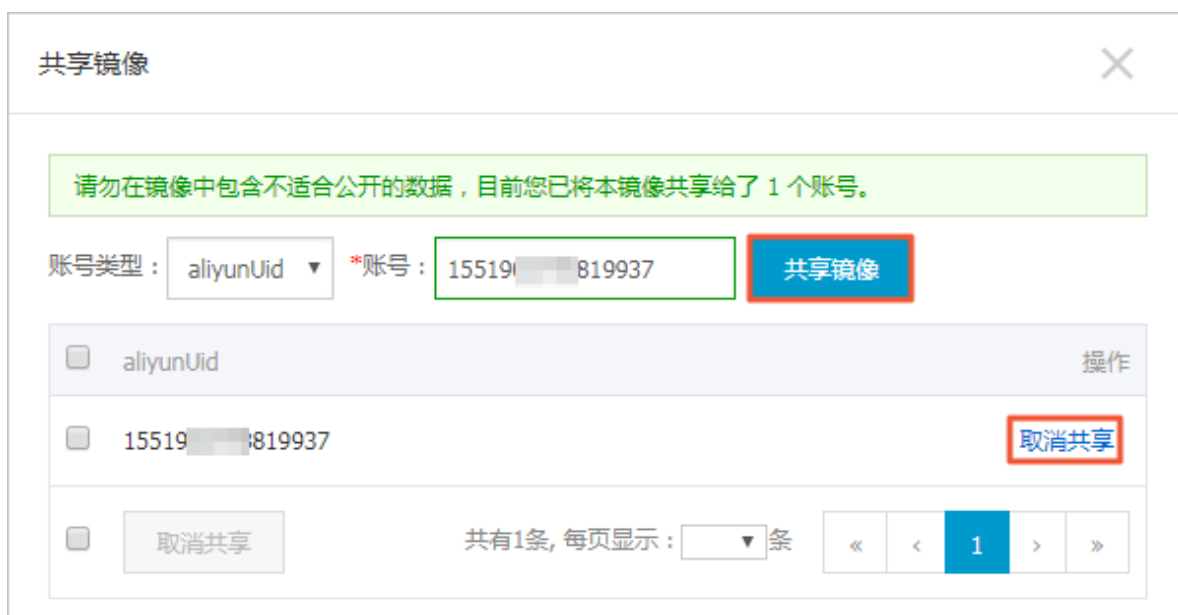 共享镜像
请勿在镜像中包含不适合公开的数据，目前您已将本镜像共享给了 1 个账号。
账号类型： aliyunUid ▼ *账号： 15519 819937 共享镜像
aliyunUid 操作
15519 819937 取消共享
取消共享 共有1条, 每页显示： ▼ 条 « ‹ 1 › »